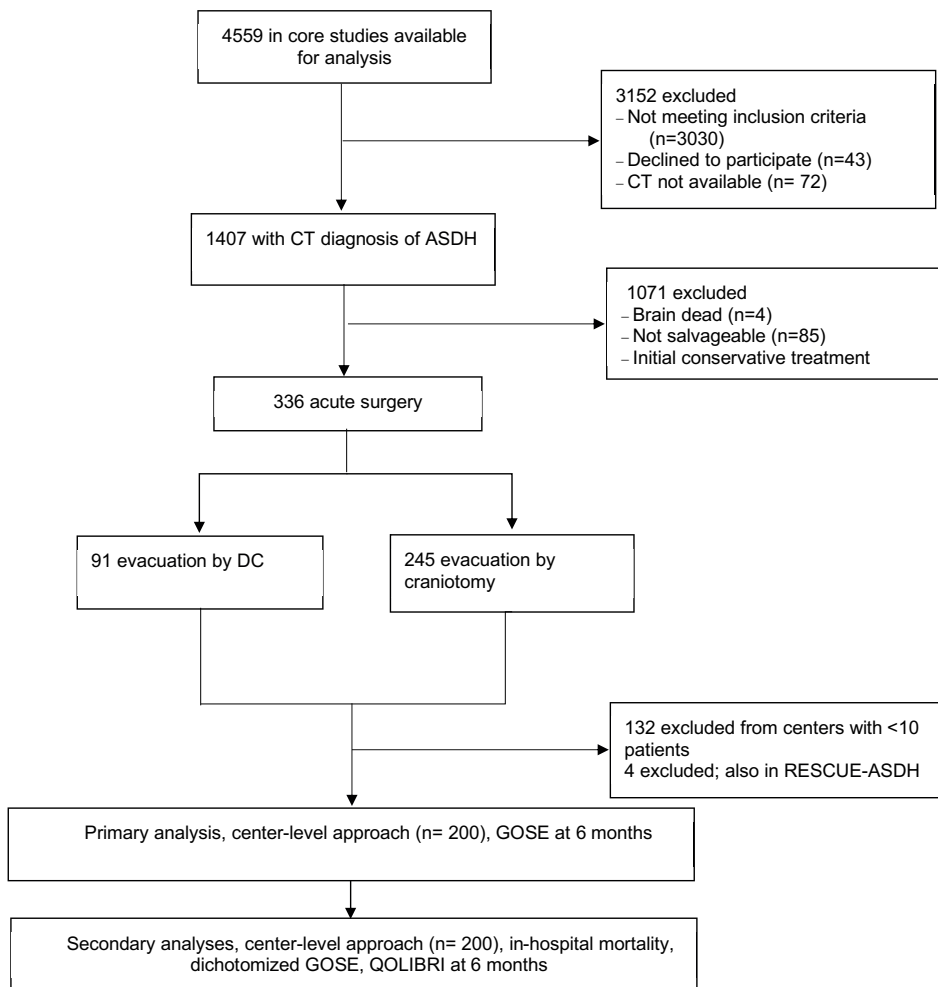 4559 in core studies available
for analysis
3152 excluded
– Not meeting inclusion criteria
(n=3030)
– Declined to participate (n=43)
– CT not available (n= 72)
1407 with CT diagnosis of ASDH
1071 excluded
– Brain dead (n=4)
– Not salvageable (n=85)
– Initial conservative treatment
336 acute surgery
91 evacuation by DC
245 evacuation by
craniotomy
132 excluded from centers with <10
patients
4 excluded; also in RESCUE-ASDH
Primary analysis, center-level approach (n= 200), GOSE at 6 months
Secondary analyses, center-level approach (n= 200), in-hospital mortality,
dichotomized GOSE, QOLIBRI at 6 months